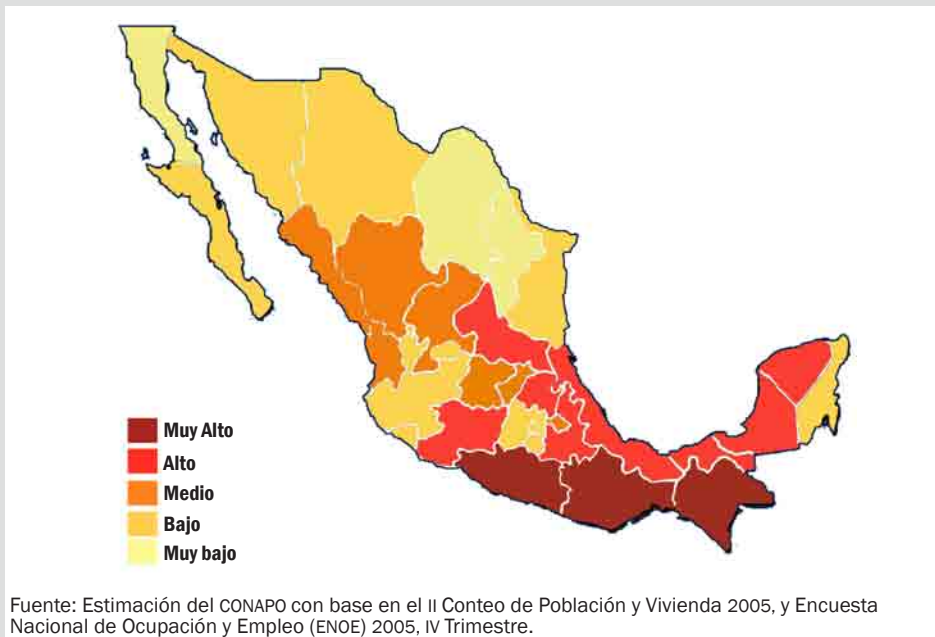 Muy Alto
Alto
Medio
Bajo
Muy bajo
Fuente: Estimación del CONAPO con base en el II Conteo de Población y Vivienda 2005, y Encuesta
Nacional de Ocupación y Empleo (ENOE) 2005, IV Trimestre.